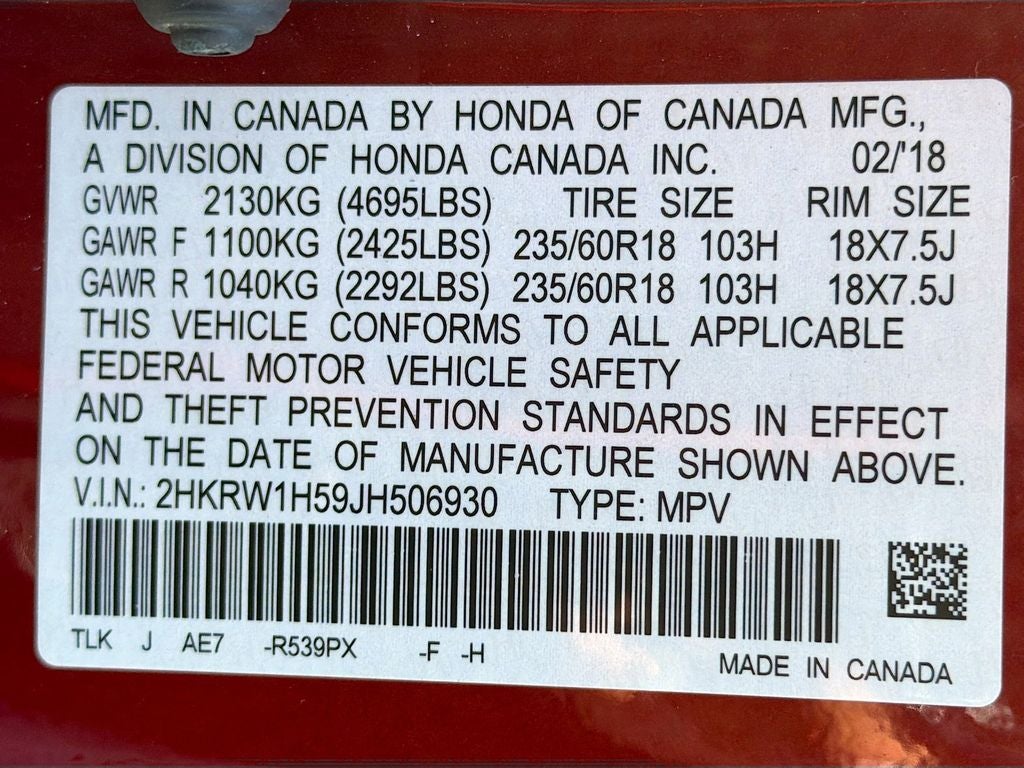 MFD. IN CANADA BY HONDA OF CANADA MFG.,
A DIVISION OF HONDA CANADA INC. 02/'18
GVWR 2130KG (4695LBS) TIRE SIZE RIM SIZE
GAWR F 1100KG (2425LBS) 235/60R18 103H 18X7.5J
GAWR R 1040KG (2292LBS) 235/60R18 103H 18X7.5J
THIS VEHICLE CONFORMS TO ALL APPLICABLE
FEDERAL MOTOR VEHICLE SAFETY
AND THEFT PREVENTION STANDARDS IN EFFECT
ON THE DATE OF MANUFACTURE SHOWN ABOVE.
V.I.N.: 2HKRW1H59JH506930 TYPE: MPV
TLK J AE7 -R539PX -F -H
MADE IN CANADA